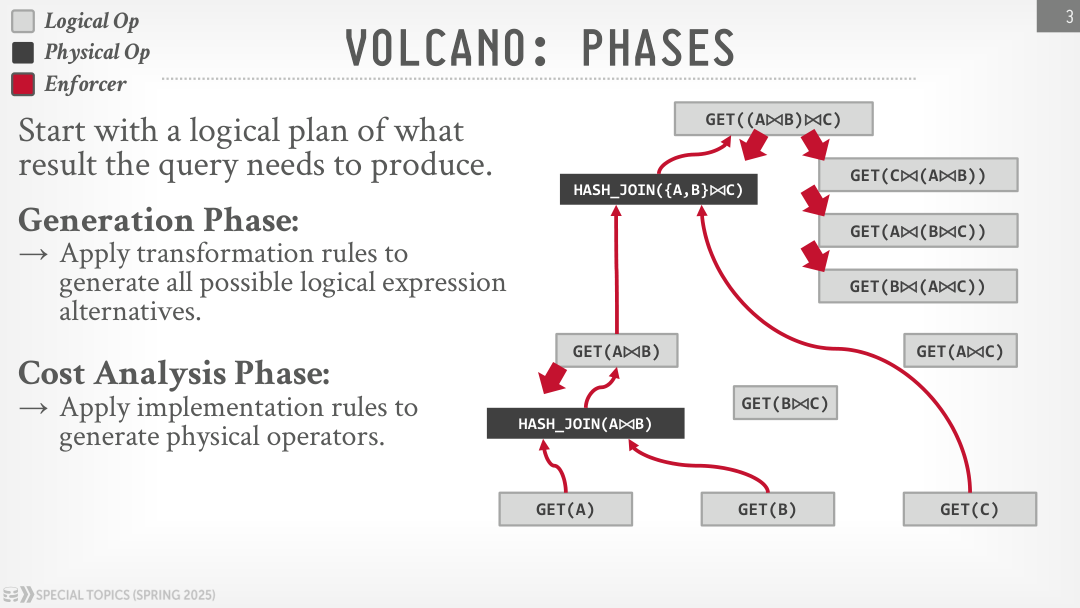 Logical Op
Physical Op
Enforcer
VOLCANO: PHASES
3
Start with a logical plan of what
result the query needs to produce.
Generation Phase:
→ Apply transformation rules to
generate all possible logical expression
alternatives.
Cost Analysis Phase:
→ Apply implementation rules to
generate physical operators.
GET((A⋈B)⋈C)
GET(C⋈(A⋈B))
HASH_JOIN({A,B}⋈C)
GET(A⋈(B⋈C))
GET(B⋈(A⋈C))
GET(A⋈B)
GET(A⋈C)
GET(B⋈C)
HASH_JOIN(A⋈B)
GET(A)
GET(B)
GET(C)
SPECIAL TOPICS (SPRING 2025)